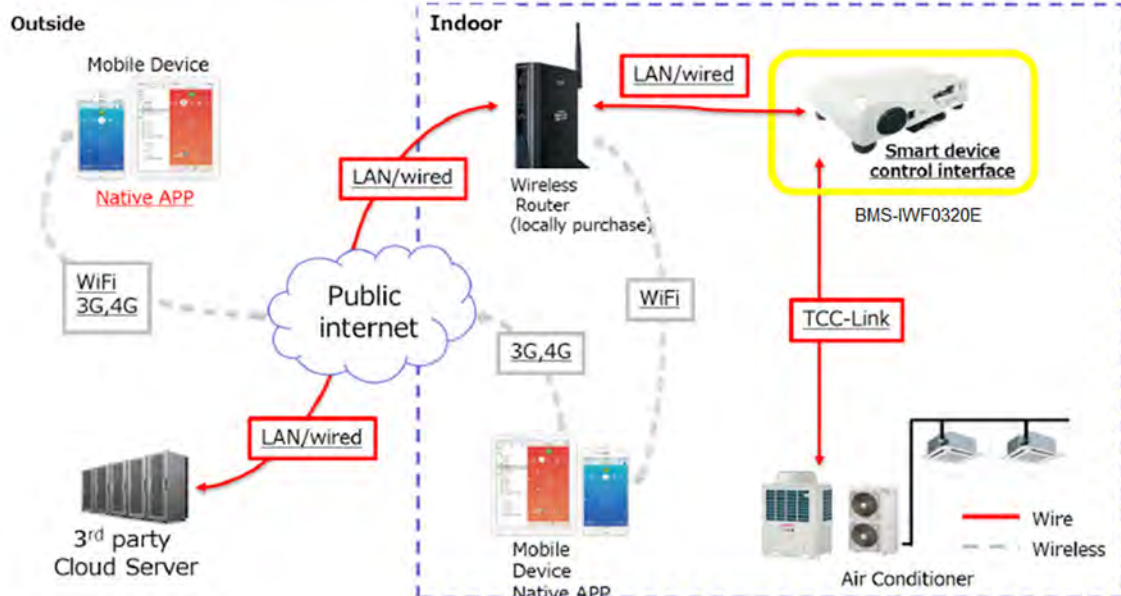 Outside
Indoor
Mobile Device
Native APP
WiFi
3G,4G
LAN/wired
Public
internet
LAN/wired
3rd party
Cloud Server
Wireless
Router
(locally purchase)
LAN/wired
Smart device
control interface
BMS-IWF0320E
WiFi
3G,4G
TCC-Link
Mobile
Device
Native APP
Air Conditioner
Wire
Wireless